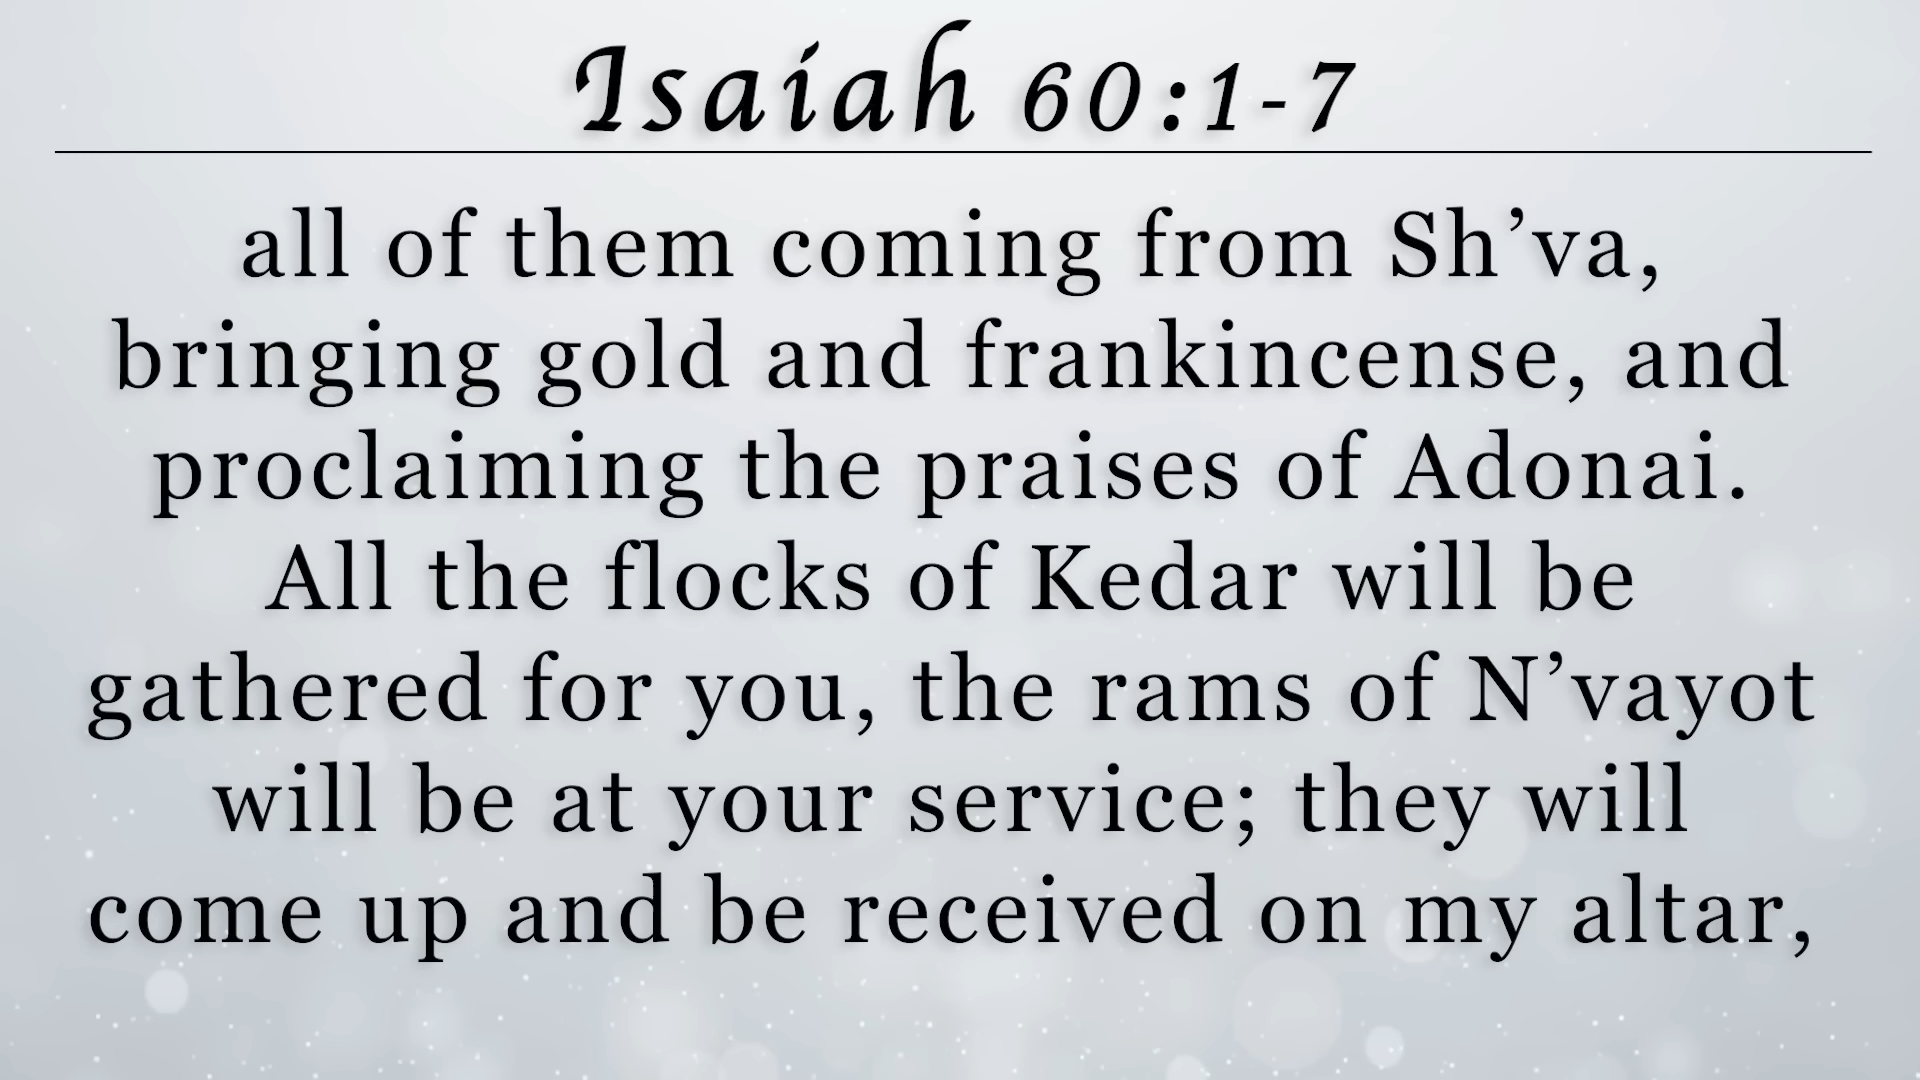 Isaiah 60:1-7
all of them coming from Sh’va,
bringing gold and frankincense, and
proclaiming the praises of Adonai.
All the flocks of Kedar will be
gathered for you, the rams of N’vayot
will be at your service; they will
come up and be received on my altar,